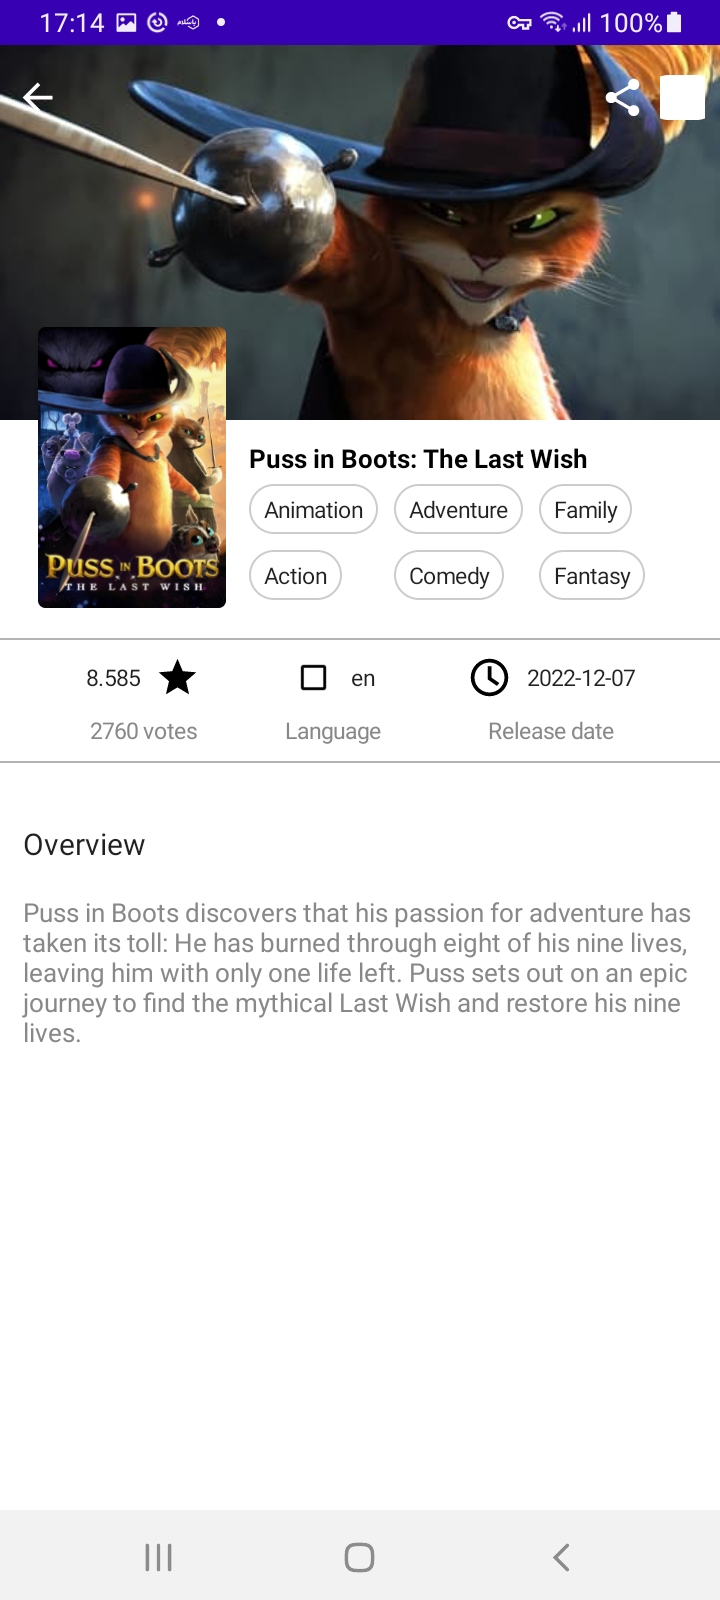 17:14
100%
PUSS IN BOOTS
THE LAST WISH
Puss in Boots: The Last Wish
Animation Adventure Family
Action Comedy Fantasy
8.585 en 2022-12-07
2760 votes Language Release date
Overview
Puss in Boots discovers that his passion for adventure has
taken its toll: He has burned through eight of his nine lives,
leaving him with only one life left. Puss sets out on an epic
journey to find the mythical Last Wish and restore his nine
lives.